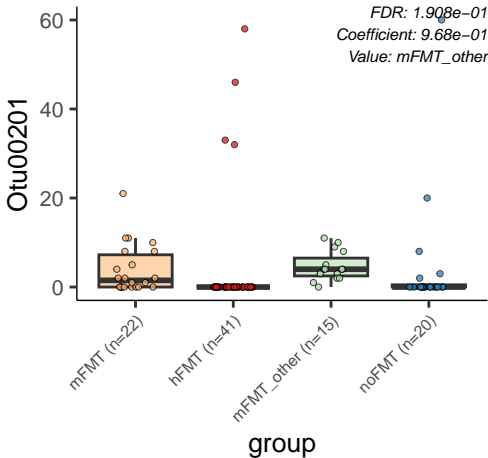 FDR: 1.908e−01
Coefficient: 9.68e−01
Value: mFMT_other
Otu00201
60
40
20
0
mFMT (n=22)
hFMT (n=41)
mFMT_other (n=15)
noFMT (n=20)
group